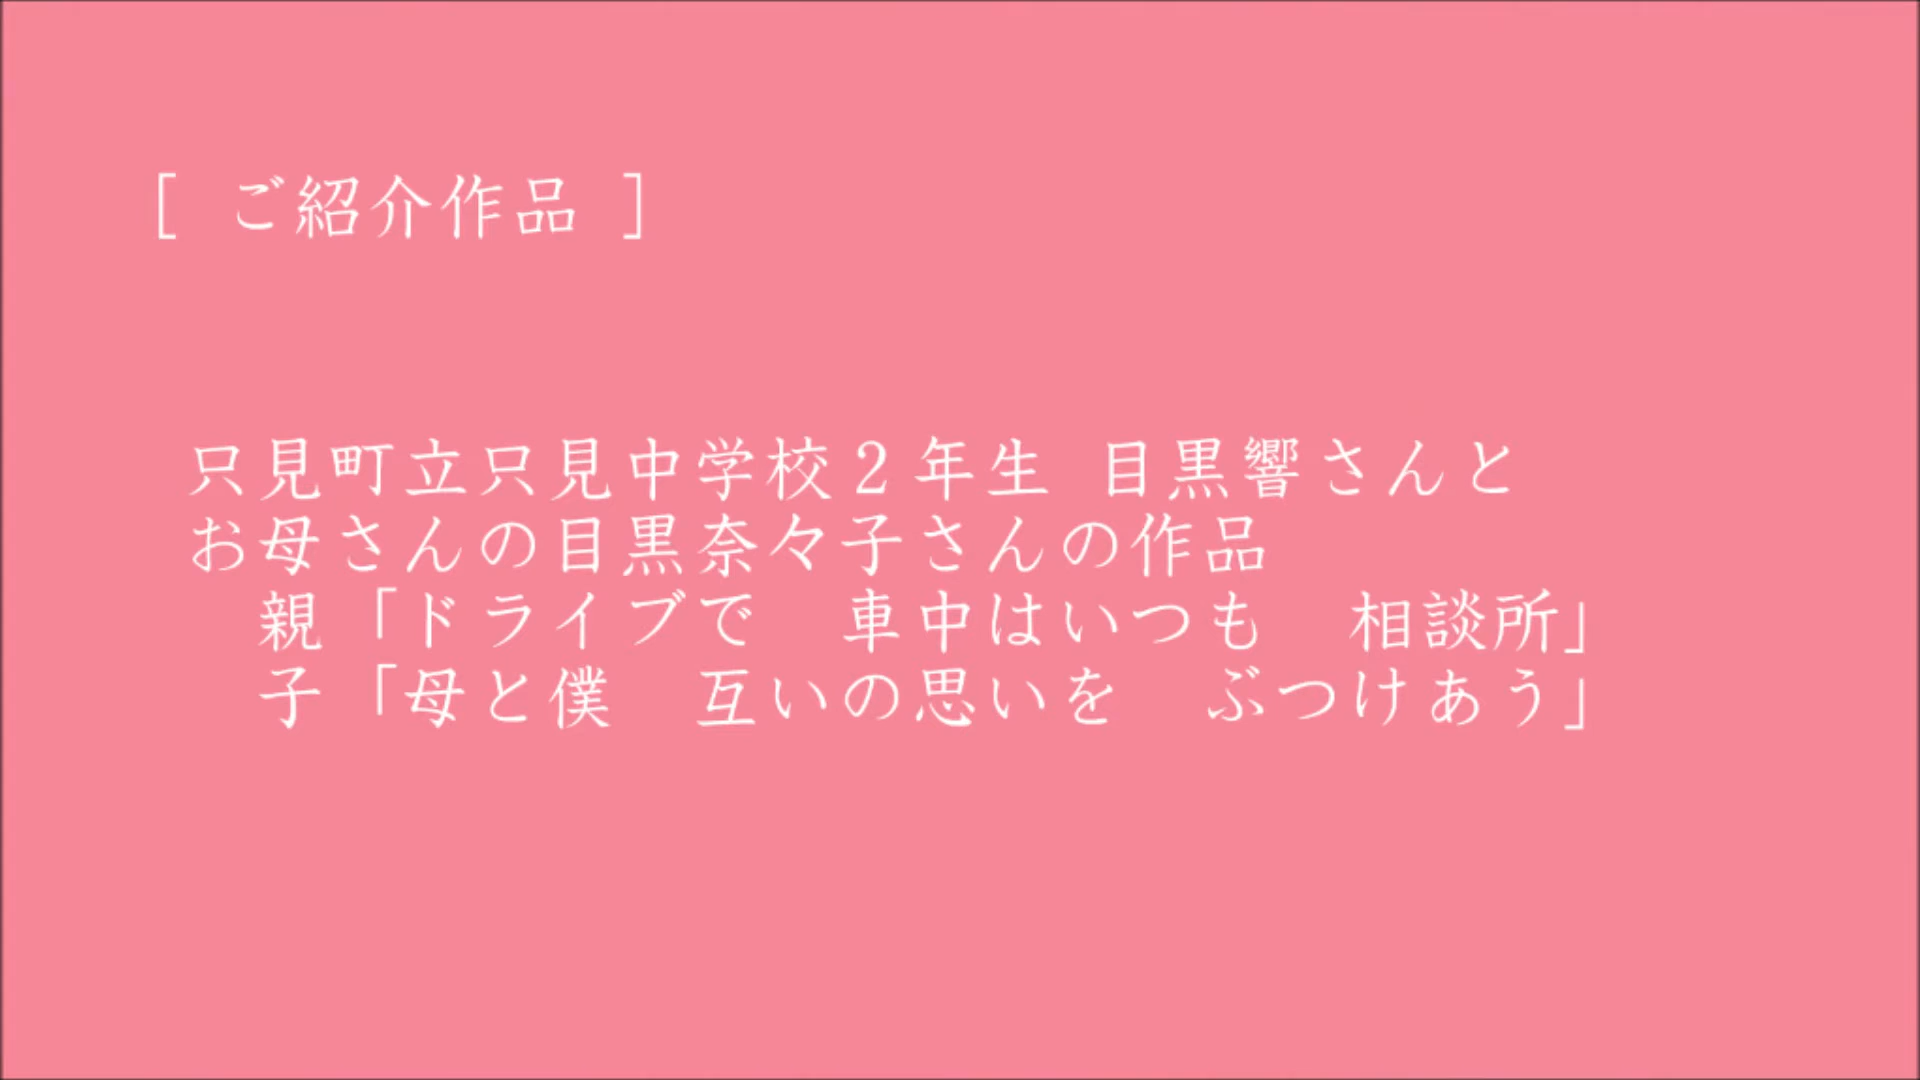 [ ご紹介作品 ]
只見町立只見中学校２年生 目黒響さんと
お母さんの目黒奈々子さんの作品
親「ドライブで　車中はいつも　相談所」
子「母と僕　互いの思いを　ぶつけあう」